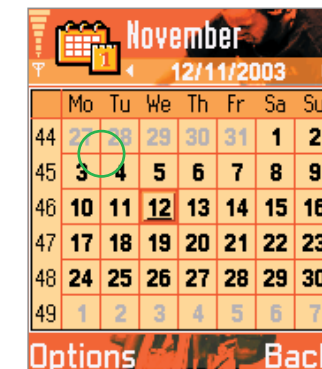 November
1
12/11/2003
Mo Tu We Th Fr Sa Su
44 27 28 29 30 31 1 2
45 3 4 5 6 7 8 9
46 10 11 12 13 14 15 16
47 17 18 19 20 21 22 23
48 24 25 26 27 28 29 30
49 1 2 3 4 5 6 7
Options Back